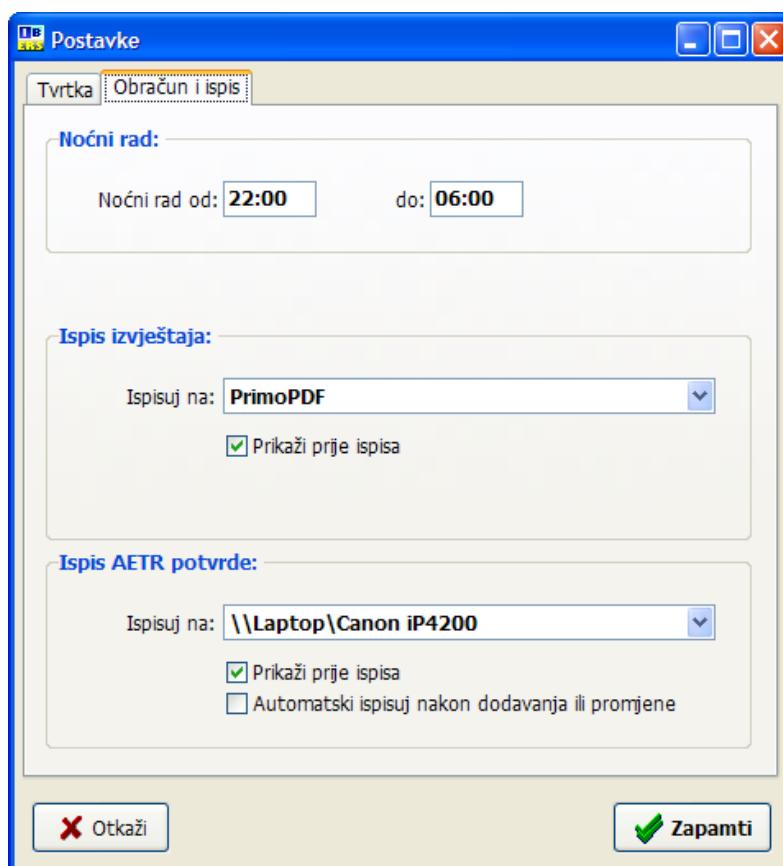 Postavke
Tvrtka Obračun i ispis
Noćni rad:
Noćni rad od: 22:00 do: 06:00
Ispis izvještaja:
Ispisuj na: PrimoPDF
Prikaži prije ispisa
Ispis AETR potvrde:
Ispisuj na: \\Laptop\Canon iP4200
Prikaži prije ispisa
Automatski ispisuj nakon dodavanja ili promjene
Otkaži Zapamti